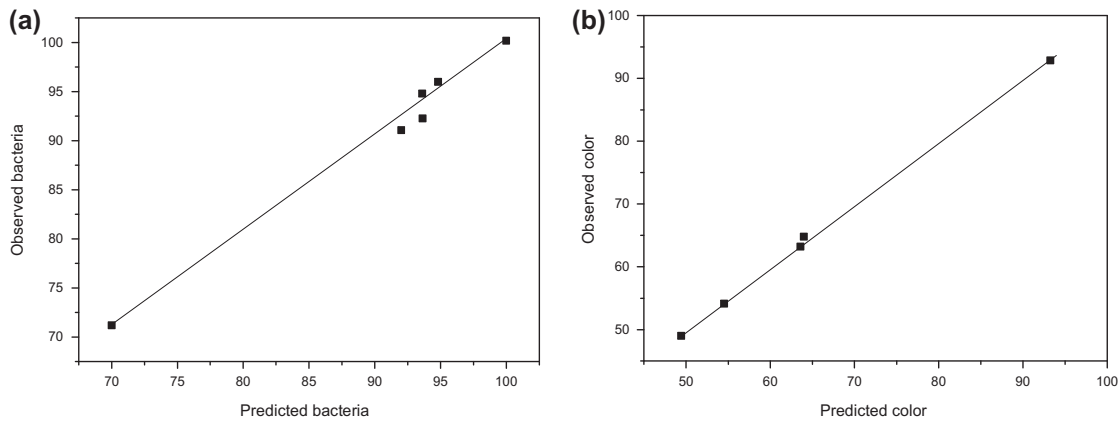 (a)
100
95
90
85
80
75
70
Observed bacteria
70 75 80 85 90 95 100
Predicted bacteria
(b)
100
90
80
70
60
50
Observed color
50 60 70 80 90 100
Predicted color